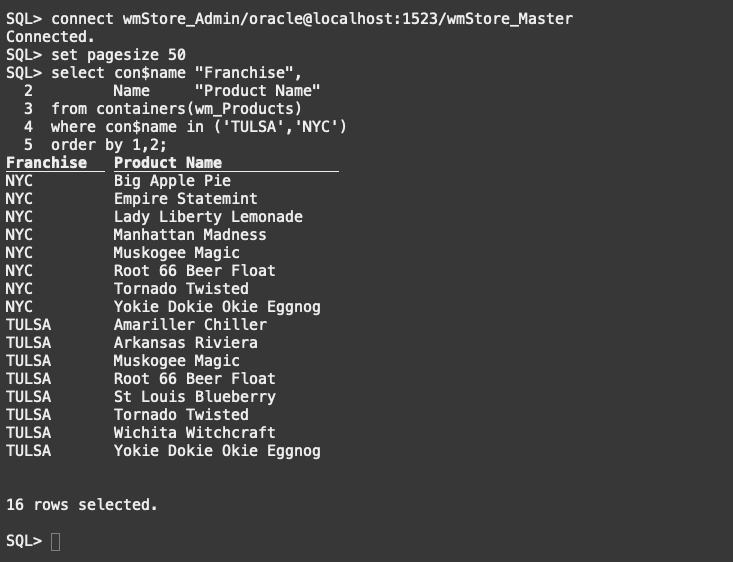 SQL> connect wmStore_Admin/oracle@localhost:1523/wmStore_Master
Connected.
SQL> set pagesize 50
SQL> select con$name "Franchise",
  2         Name     "Product Name"
  3  from containers(wm_Products)
  4  where con$name in ('TULSA','NYC')
  5  order by 1,2;
Franchise   Product Name
NYC         Big Apple Pie
NYC         Empire Statemint
NYC         Lady Liberty Lemonade
NYC         Manhattan Madness
NYC         Muskogee Magic
NYC         Root 66 Beer Float
NYC         Tornado Twisted
NYC         Yokie Dokie Okie Eggnog
TULSA       Amariller Chiller
TULSA       Arkansas Riviera
TULSA       Muskogee Magic
TULSA       Root 66 Beer Float
TULSA       St Louis Blueberry
TULSA       Tornado Twisted
TULSA       Wichita Witchcraft
TULSA       Yokie Dokie Okie Eggnog
16 rows selected.
SQL>